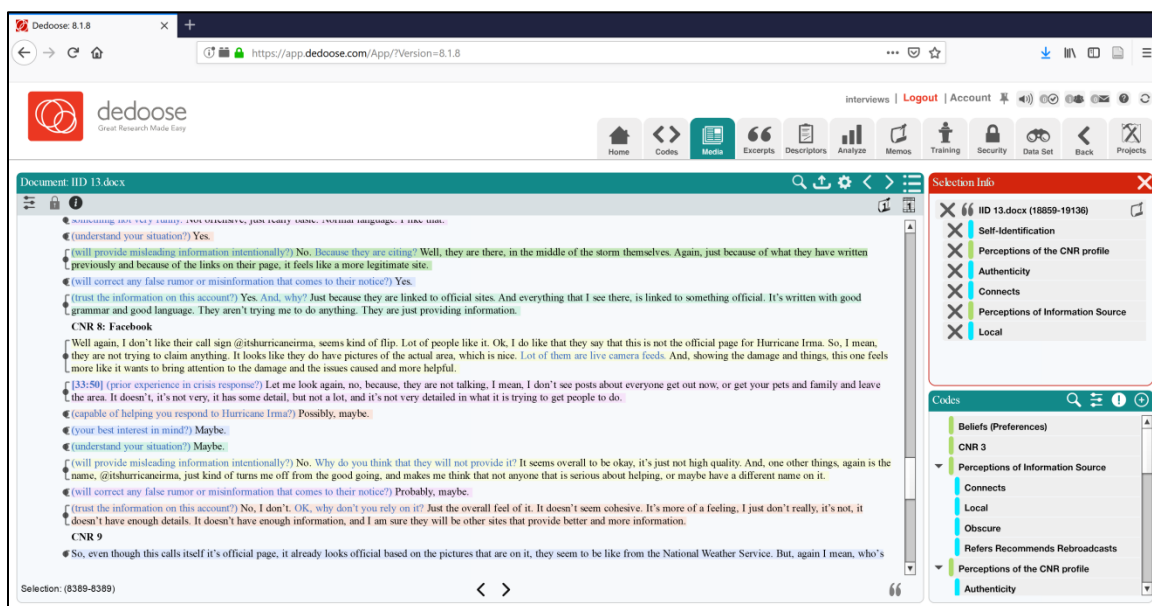 Dedoose: 8.1.8
https://app.dedoose.com/App/?Version=8.1.8
interviews | Logout | Account
dedoose
Great Research Made Easy
Home Codes Media Excerpts Descriptors Analyze Memos Training Security Data Set Back Projects
Document: IID 13.docx
something not very funny. Not offensive, just really basic. Normal language. I like that.
(understand your situation?) Yes.
(will provide misleading information intentionally?) No. Because they are citing? Well, they are there, in the middle of the storm themselves. Again, just because of what they have written
previously and because of the links on their page, it feels like a more legitimate site.
(will correct any false rumor or misinformation that comes to their notice?) Yes.
(trust the information on this account?) Yes. And, why? Just because they are linked to official sites. And everything that I see there, is linked to something official. It's written with good
grammar and good language. They aren't trying me to do anything. They are just providing information.
CNR 8: Facebook
Well again, I don't like their call sign @itshurricaneirma, seems kind of flip. Lot of people like it. Ok, I do like that they say that this is not the official page for Hurricane Irma. So, I mean,
they are not trying to claim anything. It looks like they do have pictures of the actual area, which is nice. Lot of them are live camera feeds. And, showing the damage and things, this one feels
more like it wants to bring attention to the damage and the issues caused and more helpful.
[33:50] (prior experience in crisis response?) Let me look again, no, because, they are not talking, I mean, I don't see posts about everyone get out now, or get your pets and family and leave
the area. It doesn't, it's not very, it has some detail, but not a lot, and it's not very detailed in what it is trying to get people to do.
(capable of helping you respond to Hurricane Irma?) Possibly, maybe.
(your best interest in mind?) Maybe.
(understand your situation?) Maybe.
(will provide misleading information intentionally?) No. Why do you think that they will not provide it? It seems overall to be okay, it's just not high quality. And, one other things, again is the
name, @itshurricaneirma, just kind of turns me off from the good going, and makes me think that not anyone that is serious about helping, or maybe have a different name on it.
(will correct any false rumor or misinformation that comes to their notice?) Probably, maybe.
(trust the information on this account?) No, I don't. OK, why don't you rely on it? Just the overall feel of it. It doesn't seem cohesive. It's more of a feeling, I just don't really, it's not, it
doesn't have enough details. It doesn't have enough information, and I am sure they will be other sites that provide better and more information.
CNR 9
So, even though this calls itself it's official page, it already looks official based on the pictures that are on it, they seem to be like from the National Weather Service. But, again I mean, who's
Selection: (8389-8389)
Selection Info
IID 13.docx (18859-19136)
Self-Identification
Perceptions of the CNR profile
Authenticity
Connects
Perceptions of Information Source
Local
Codes
Beliefs (Preferences)
CNR 3
Perceptions of Information Source
Connects
Local
Obscure
Refers Recommends Rebroadcasts
Perceptions of the CNR profile
Authenticity